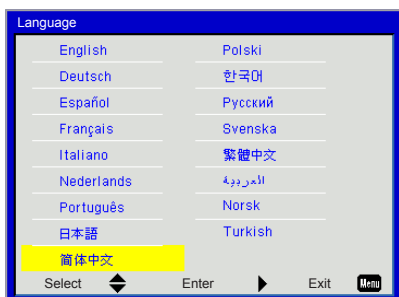 Language
English
Deutsch
Español
Français
Italiano
Nederlands
Português
日本語
简体中文
Polski
한국어
Русский
Svenska
繁體中文
العربية
Norsk
Turkish
Select Enter Exit Menu